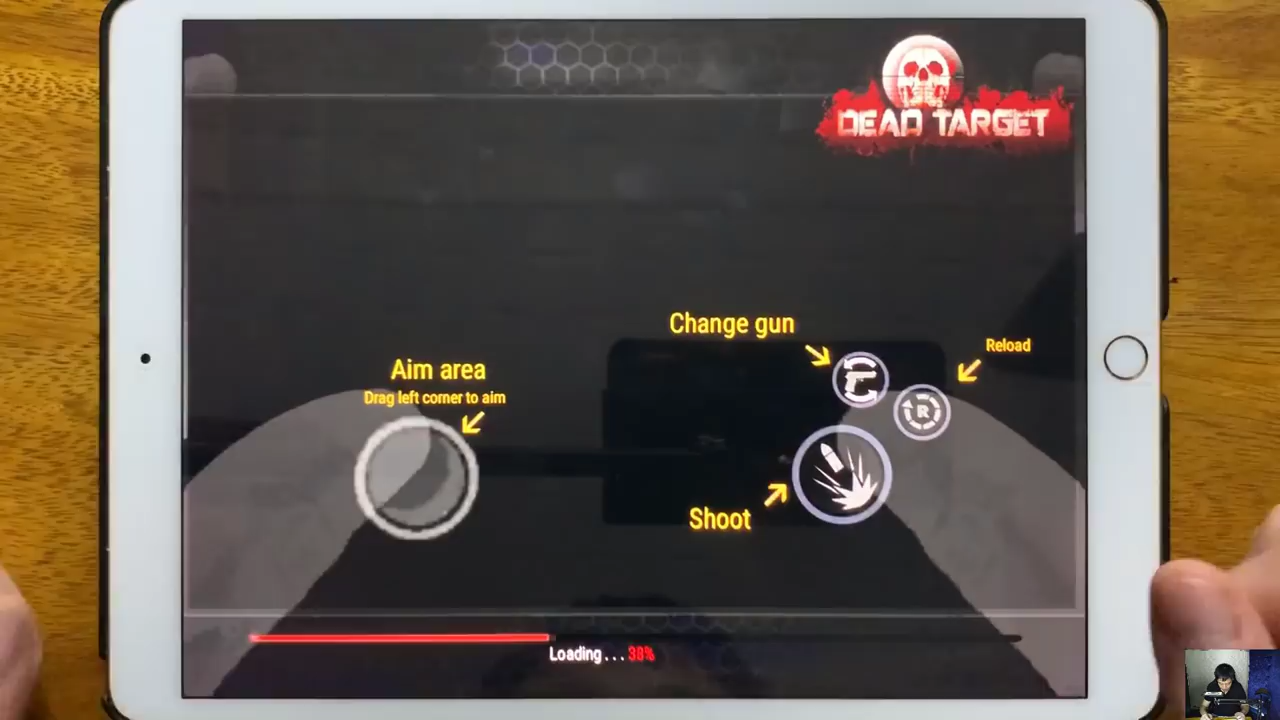 DEAD TARGET
Change gun
Reload
Aim area
Drag left corner to aim
R
Shoot
Loading... 38%